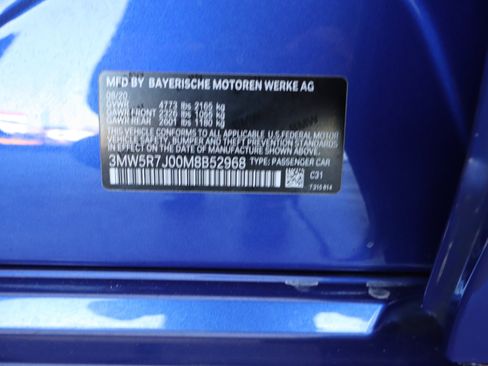 MFD BY BAYERISCHE MOTOREN WERKE AG
08/20
GVWR 4773 lbs 2165 kg
GAWR FRONT 2326 lbs 1055 kg
GAWR REAR 2601 lbs 1180 kg
THIS VEHICLE CONFORMS TO ALL APPLICABLE U.S.FEDERAL MOTOR
VEHICLE SAFETY, BUMPER, AND THEFT PREVENTION STANDARDS IN
EFFECT ON THE DATE OF MANUFACTURE SHOWN ABOVE.
3MW5R7J00M8B52968 TYPE: PASSENGER CAR
C31
7 315 814